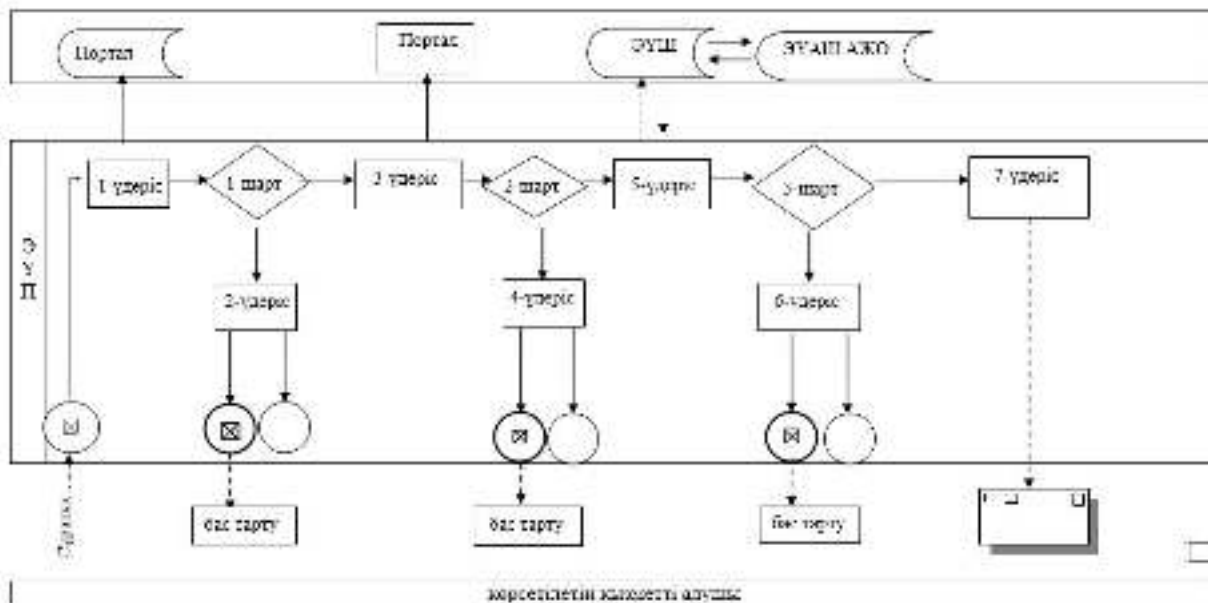 Портал
Портал
ЭҮШ
ЭҮАШ АЖО
1-үдеріс
1-шарт
3-үдеріс
2-шарт
5-үдеріс
3-шарт
7-үдеріс
2-үдеріс
4-үдеріс
6-үдеріс
бас тарту
бас тарту
бас тарту
көрсетілетін қызметті алушы